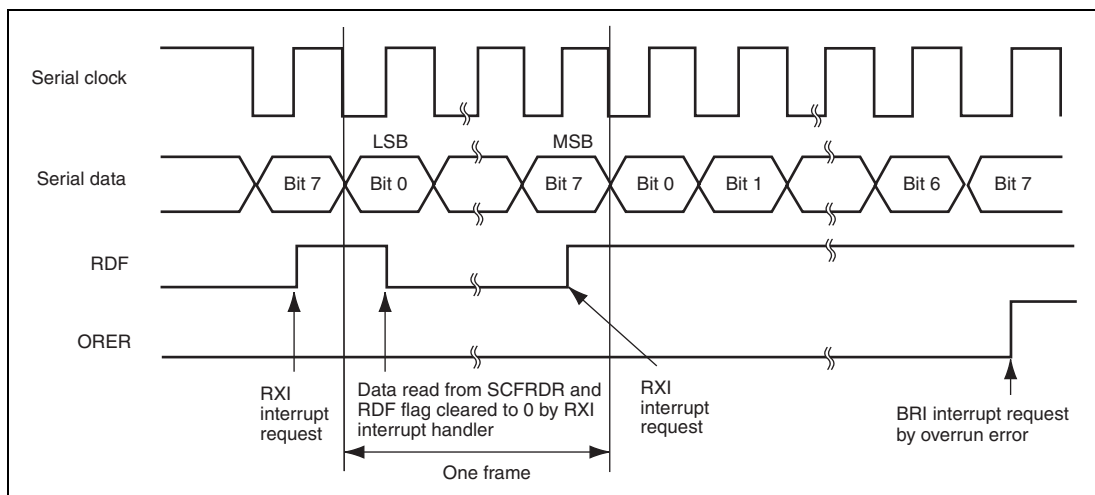 Serial clock
LSB
MSB
Serial data
Bit 7
Bit 0
Bit 7
Bit 0
Bit 1
Bit 6
Bit 7
RDF
ORER
RXI
interrupt
request
Data read from SCFRDR and
RDF flag cleared to 0 by RXI
interrupt handler
RXI
interrupt
request
BRI interrupt request
by overrun error
One frame